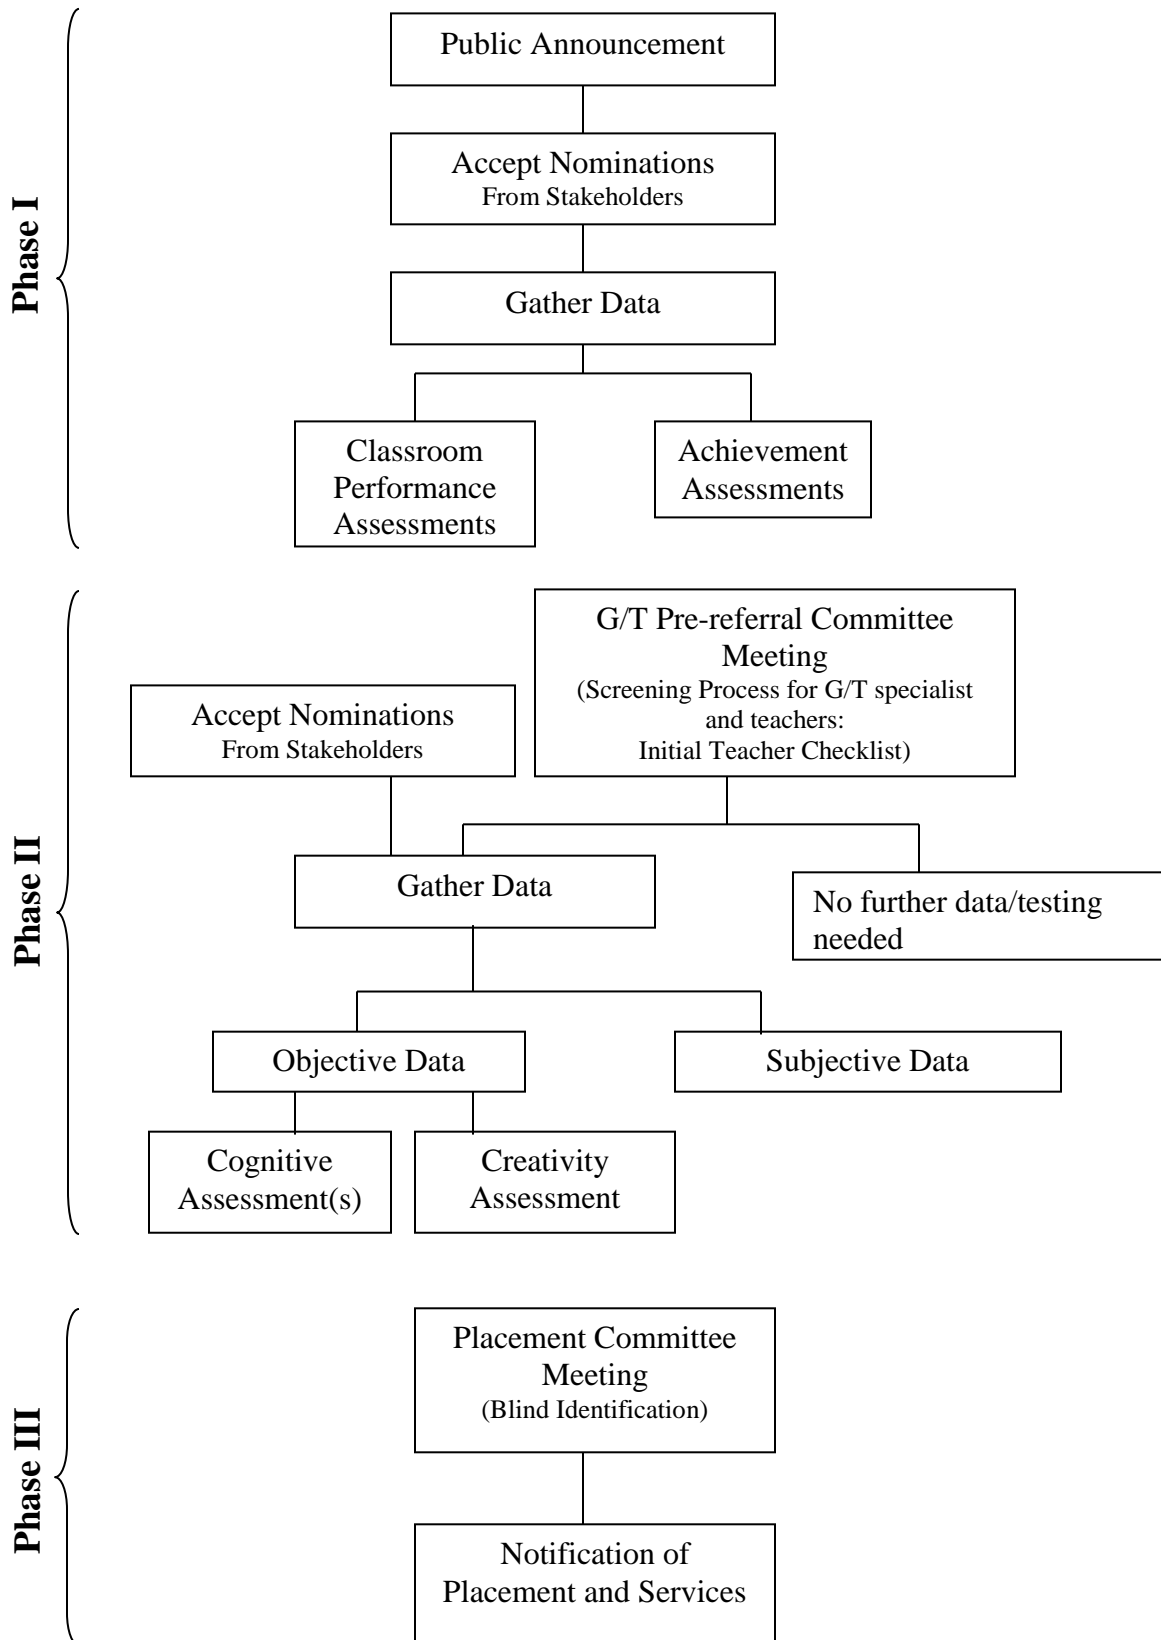 Phase I
Public Announcement
Accept Nominations
From Stakeholders
Gather Data
Classroom
Performance
Assessments
Achievement
Assessments
Phase II
G/T Pre-referral Committee
Meeting
(Screening Process for G/T specialist
and teachers:
Initial Teacher Checklist)
Accept Nominations
From Stakeholders
Gather Data
No further data/testing
needed
Objective Data
Subjective Data
Cognitive
Assessment(s)
Creativity
Assessment
Phase III
Placement Committee
Meeting
(Blind Identification)
Notification of
Placement and Services